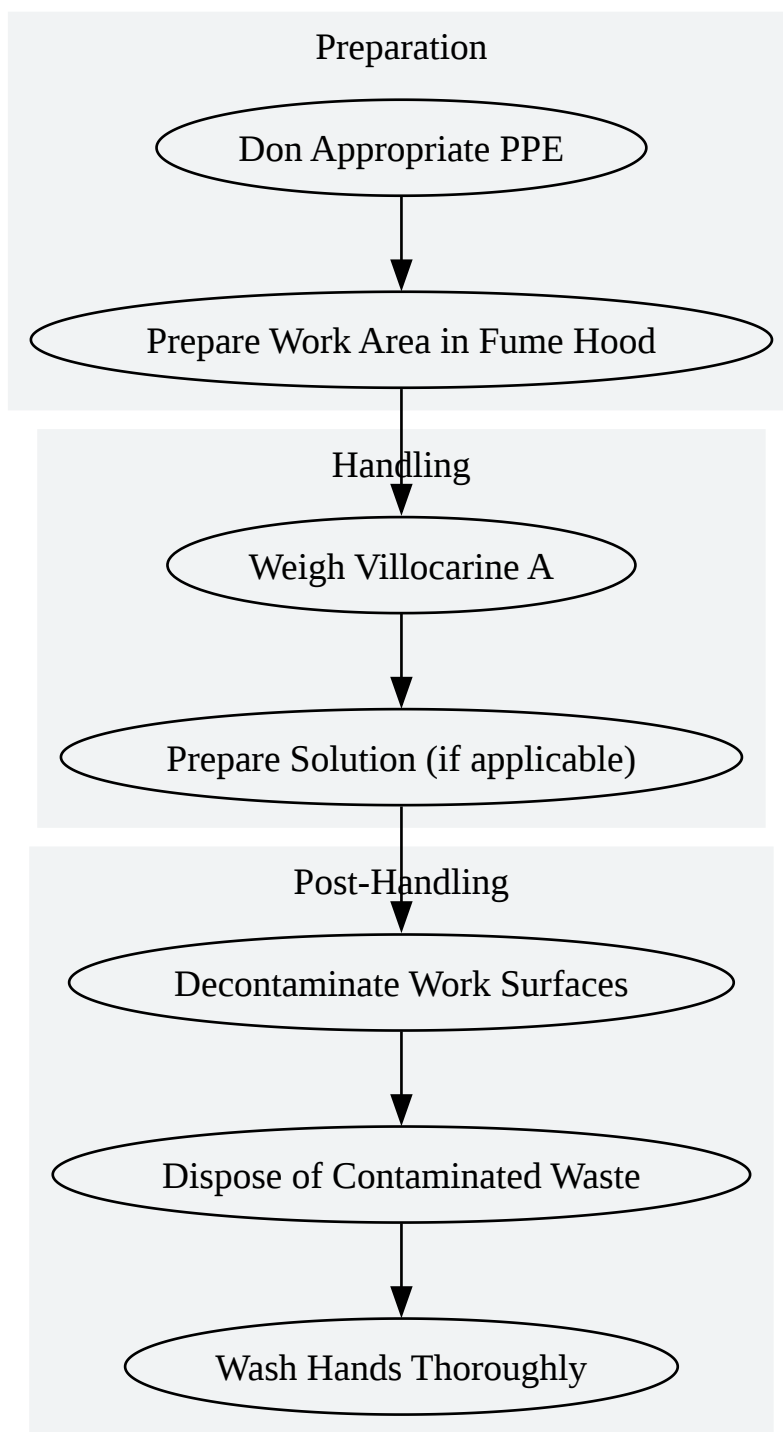 Preparation
Don Appropriate PPE
Prepare Work Area in Fume Hood
Handling
Weigh Villocarine A
Prepare Solution (if applicable)
Post-Handling
Decontaminate Work Surfaces
Dispose of Contaminated Waste
Wash Hands Thoroughly